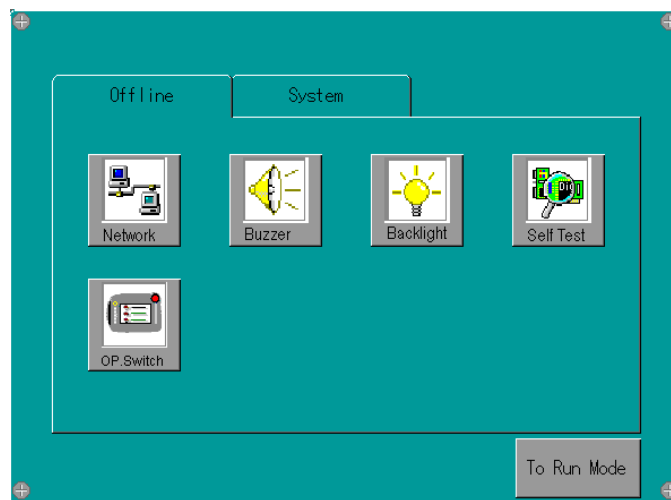 Offline
System
Network
Buzzer
Backlight
Self Test
OP.Switch
To Run Mode